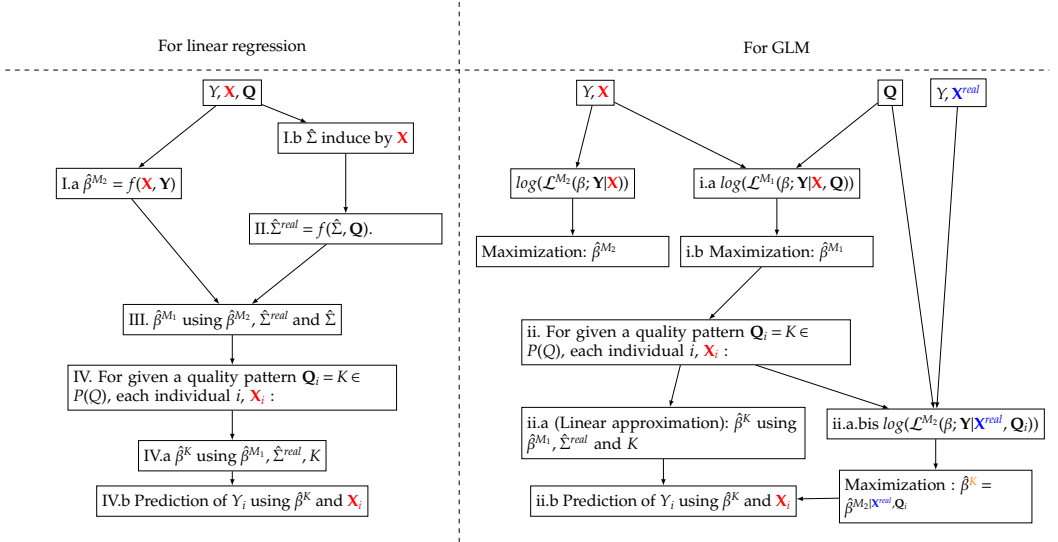 For linear regression
Y, X, Q
I.b Σ̂ induce by X
I.a β̂^{M₂} = f(X, Y)
II.Σ̂^{real} = f(Σ̂, Q).
III. β̂^{M₁} using β̂^{M₂}, Σ̂^{real} and Σ̂
IV. For given a quality pattern Q_i = K ∈
P(Q), each individual i, X_i :
IV.a β̂^K using β̂^{M₁}, Σ̂^{real}, K
IV.b Prediction of Y_i using β̂^K and X_i
For GLM
Y, X
Q
Y, X^{real}
log(ℒ^{M₂}(β; Y|X))
i.a log(ℒ^{M₁}(β; Y|X, Q))
Maximization: β̂^{M₂}
i.b Maximization: β̂^{M₁}
ii. For given a quality pattern Q_i = K ∈
P(Q), each individual i, X_i :
ii.a (Linear approximation): β̂^K using
β̂^{M₁}, Σ̂^{real} and K
ii.a.bis log(ℒ^{M₂}(β; Y|X^{real}, Q_i))
ii.b Prediction of Y_i using β̂^K and X_i
Maximization : β̂^K =
β̂^{M₂|X^{real},Q_i}